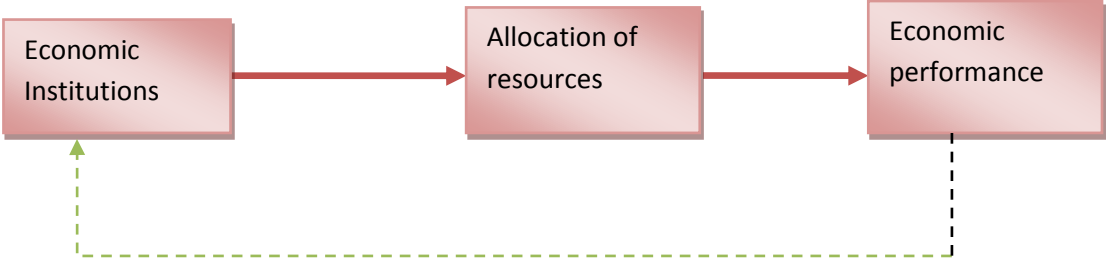 Economic
Institutions
Allocation of
resources
Economic
performance